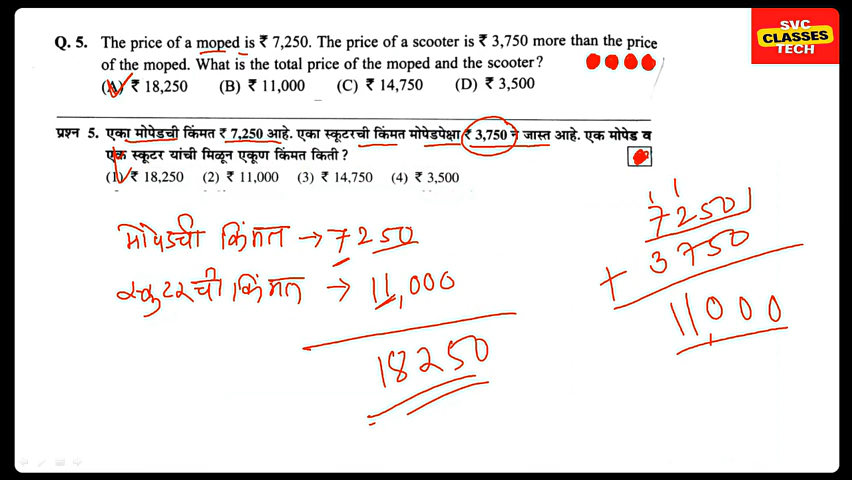 SVC
CLASSES
TECH
Q. 5. The price of a moped is ₹ 7,250. The price of a scooter is ₹ 3,750 more than the price
of the moped. What is the total price of the moped and the scooter?
(A) ₹ 18,250 (B) ₹ 11,000 (C) ₹ 14,750 (D) ₹ 3,500
प्रश्न 5. एका मोपेडची किंमत ₹ 7,250 आहे. एका स्कूटरची किंमत मोपेडपेक्षा ₹ 3,750 ने जास्त आहे. एक मोपेड व
एक स्कूटर यांची मिळून एकूण किंमत किती ?
(1) ₹ 18,250 (2) ₹ 11,000 (3) ₹ 14,750 (4) ₹ 3,500
मोपेडची किंमत → 7250
स्कुटरची किंमत → 11,000
18250
1 1
7250
+ 3750
11000